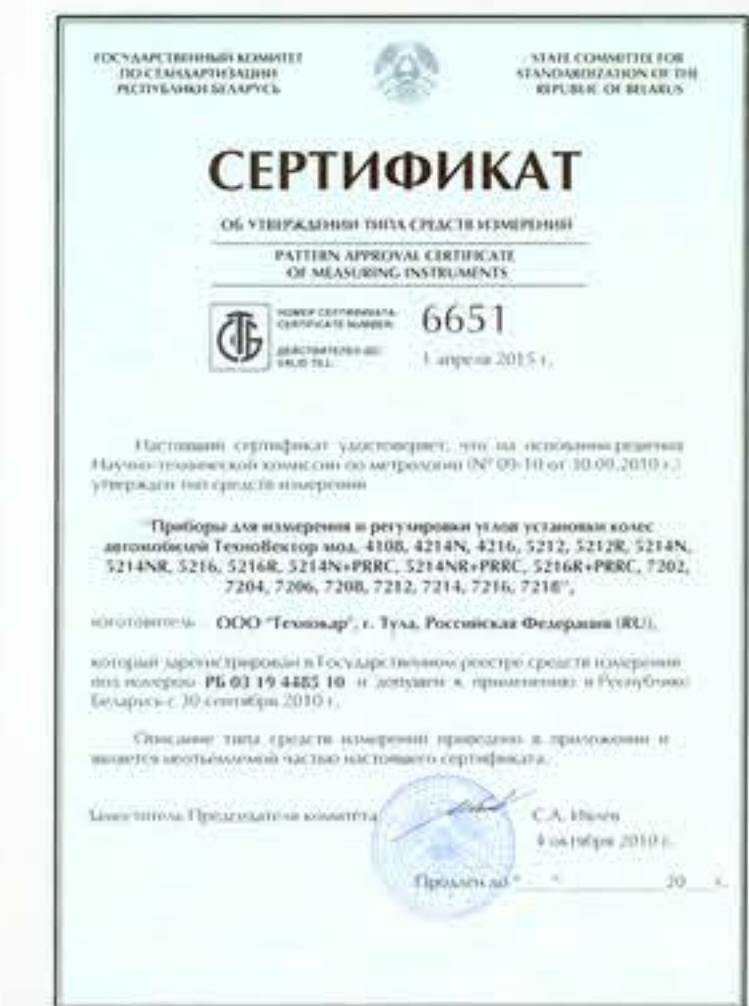 ГОСУДАРСТВЕННЫЙ КОМИТЕТ
ПО СТАНДАРТИЗАЦИИ
РЕСПУБЛИКИ БЕЛАРУСЬ
STATE COMMITTEE FOR
STANDARDIZATION OF THE
REPUBLIC OF BELARUS
СЕРТИФИКАТ
ОБ УТВЕРЖДЕНИИ ТИПА СРЕДСТВ ИЗМЕРЕНИЙ
PATTERN APPROVAL CERTIFICATE
OF MEASURING INSTRUMENTS
НОМЕР СЕРТИФИКАТА:
CERTIFICATE NUMBER:
6651
ДЕЙСТВИТЕЛЕН ДО:
VALID TILL:
1 апреля 2015 г.
Настоящий сертификат удостоверяет, что на основании решения
Научно-технической комиссии по метрологии (№ 09-10 от 30.09.2010 г.)
утвержден тип средств измерений
"Приборы для измерения и регулировки углов установки колес
автомобилей ТехноВектор мод. 4108, 4214N, 4216, 5212, 5212R, 5214N,
5214NR, 5216, 5216R, 5214N+PRRC, 5214NR+PRRC, 5216R+PRRC, 7202,
7204, 7206, 7208, 7212, 7214, 7216, 7218",
изготовитель - ООО "Технокар", г. Тула, Российская Федерация (RU),
который зарегистрирован в Государственном реестре средств измерений
под номером РБ 03 19 4485 10 и допущен к применению в Республике
Беларусь с 30 сентября 2010 г.
Описание типа средств измерений приведено в приложении и
является неотъемлемой частью настоящего сертификата.
Заместитель Председателя комитета
С.А. Ивлев
4 октября 2010 г.
Продлен до " " 20 г.